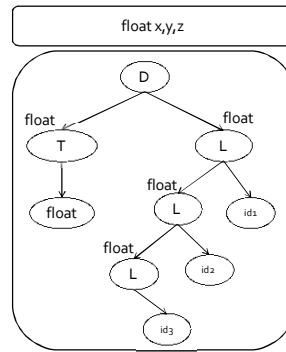 float x,y,z
D
float float
T L
float
float L id1
float
L id2
id3